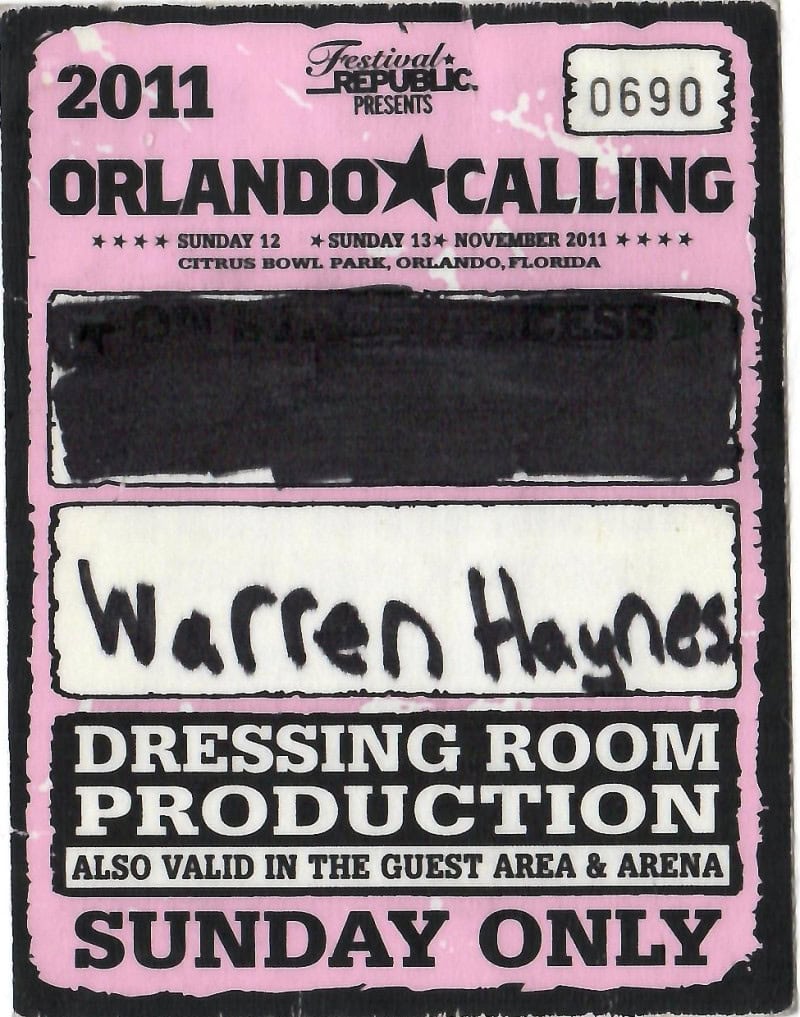 2011
Festival
REPUBLIC
PRESENTS
0690
ORLANDO★CALLING
★★★★ SUNDAY 12 ★SUNDAY 13★ NOVEMBER 2011 ★★★★
CITRUS BOWL PARK, ORLANDO, FLORIDA
Warren Haynes
DRESSING ROOM
PRODUCTION
ALSO VALID IN THE GUEST AREA & ARENA
SUNDAY ONLY